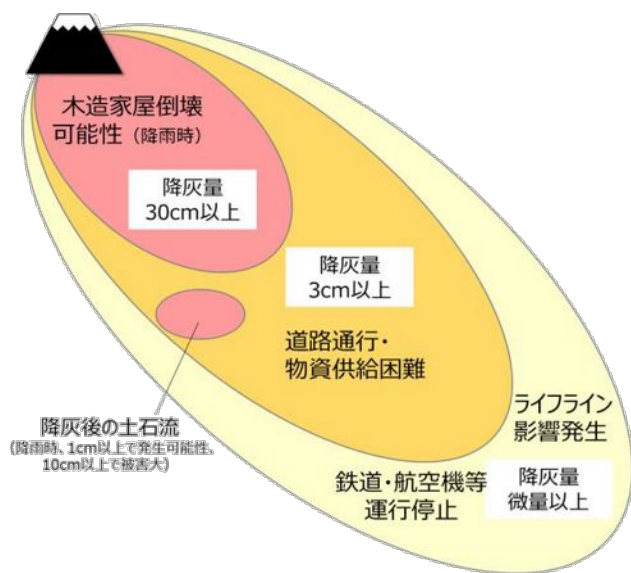 木造家屋倒壊
可能性（降雨時）
降灰量
30cm以上
降灰量
3cm以上
道路通行・
物資供給困難
降灰後の土石流
(降雨時、1cm以上で発生可能性、
10cm以上で被害大)
ライフライン
影響発生
鉄道・航空機等
運行停止
降灰量
微量以上